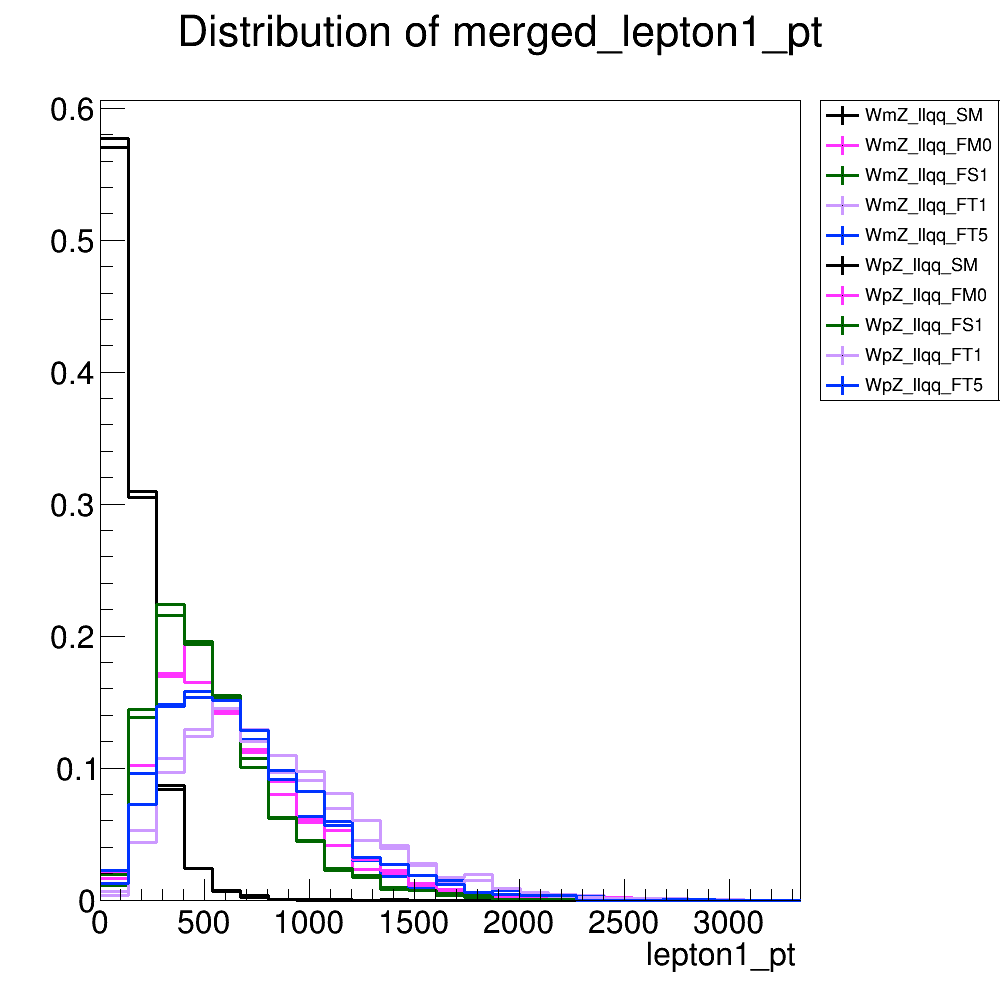 Distribution of merged_lepton1_pt
0.6
0.5
0.4
0.3
0.2
0.1
0
0 500 1000 1500 2000 2500 3000
lepton1_pt
WmZ_llqq_SM
WmZ_llqq_FM0
WmZ_llqq_FS1
WmZ_llqq_FT1
WmZ_llqq_FT5
WpZ_llqq_SM
WpZ_llqq_FM0
WpZ_llqq_FS1
WpZ_llqq_FT1
WpZ_llqq_FT5